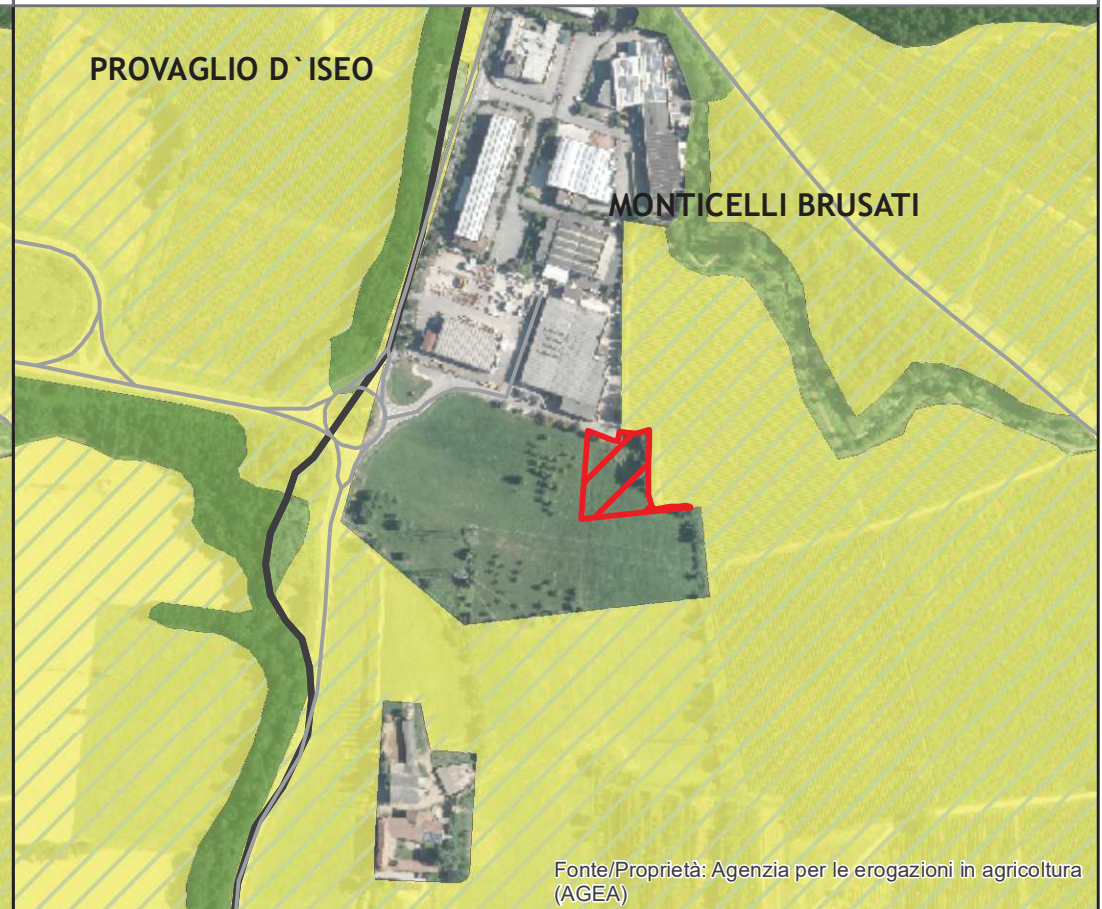 PROVAGLIO D`ISEO
MONTICELLI BRUSATI
Fonte/Proprietà: Agenzia per le erogazioni in agricoltura
(AGEA)